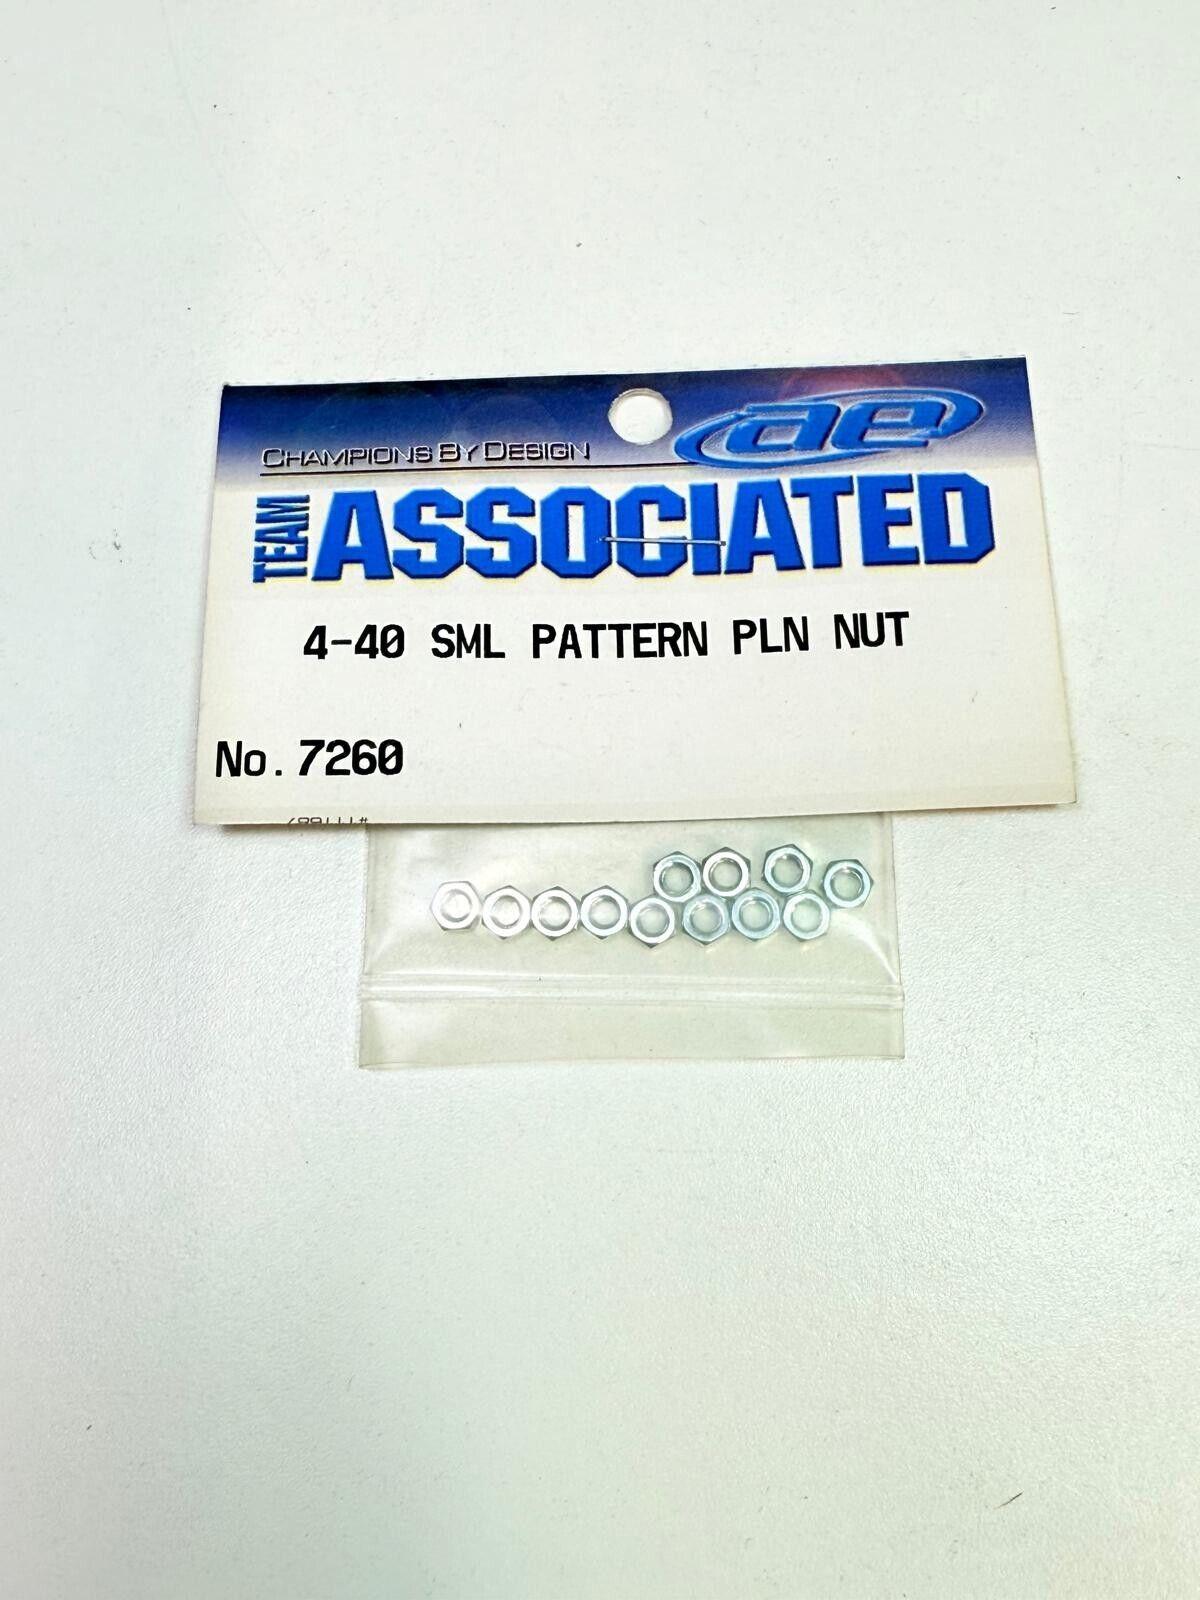 CHAMPIONS BY DESIGN
ae
TEAM ASSOCIATED
4-40 SML PATTERN PLN NUT
No. 7260